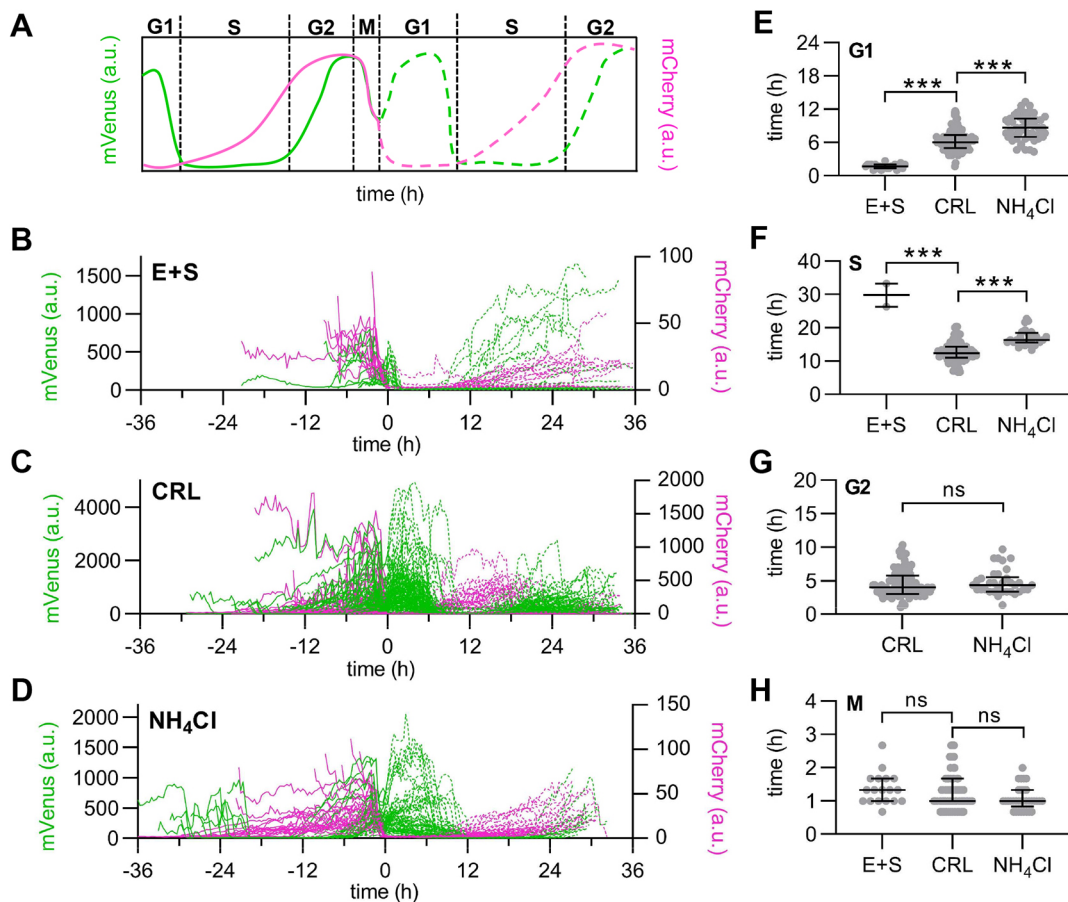 A
G1 S G2 M G1 S G2
mVenus (a.u.)
mCherry (a.u.)
time (h)
B
E+S
mVenus (a.u.)
1500
1000
500
0
100
50
0
mCherry (a.u.)
-36 -24 -12 0 12 24 36
time (h)
C
CRL
mVenus (a.u.)
4000
2000
0
2000
1500
1000
500
0
mCherry (a.u.)
-36 -24 -12 0 12 24 36
time (h)
D
NH₄Cl
mVenus (a.u.)
2000
1500
1000
500
0
150
100
50
0
mCherry (a.u.)
-36 -24 -12 0 12 24 36
time (h)
E
G1
time (h)
24
18
12
6
0
*** ***
E+S CRL NH₄Cl
F
S
time (h)
40
30
20
10
0
*** ***
E+S CRL NH₄Cl
G
G2
time (h)
20
15
10
5
0
ns
CRL NH₄Cl
H
M
time (h)
4
3
2
1
0
ns ns
E+S CRL NH₄Cl